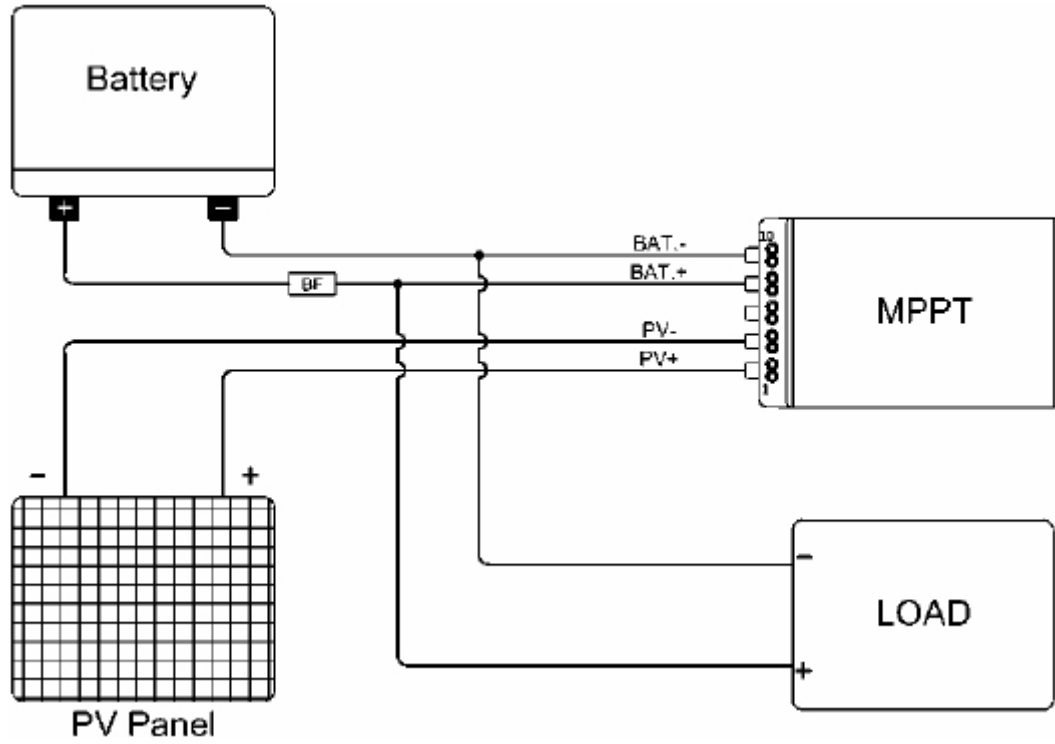 Battery
+
−
10
BAT.-
BAT.+
BF
MPPT
PV-
PV+
1
−
+
−
LOAD
+
PV Panel